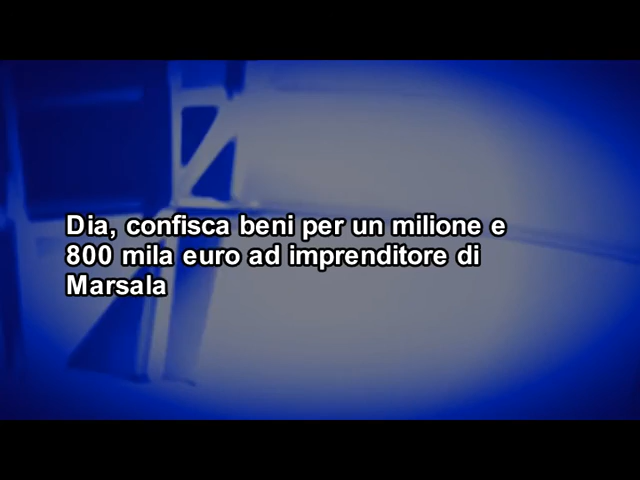 Dia, confisca beni per un milione e
800 mila euro ad imprenditore di
Marsala